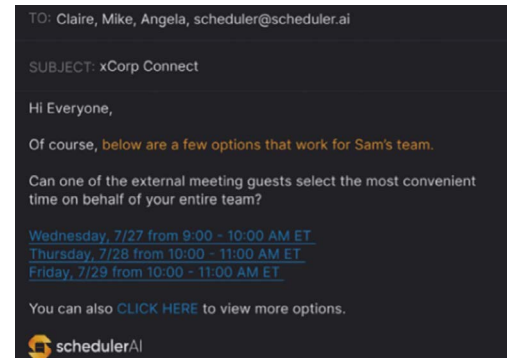 TO: Claire, Mike, Angela, scheduler@scheduler.ai
SUBJECT: xCorp Connect
Hi Everyone,
Of course, below are a few options that work for Sam's team.
Can one of the external meeting guests select the most convenient
time on behalf of your entire team?
Wednesday, 7/27 from 9:00 - 10:00 AM ET
Thursday, 7/28 from 10:00 - 11:00 AM ET
Friday, 7/29 from 10:00 - 11:00 AM ET
You can also CLICK HERE to view more options.
schedulerAI